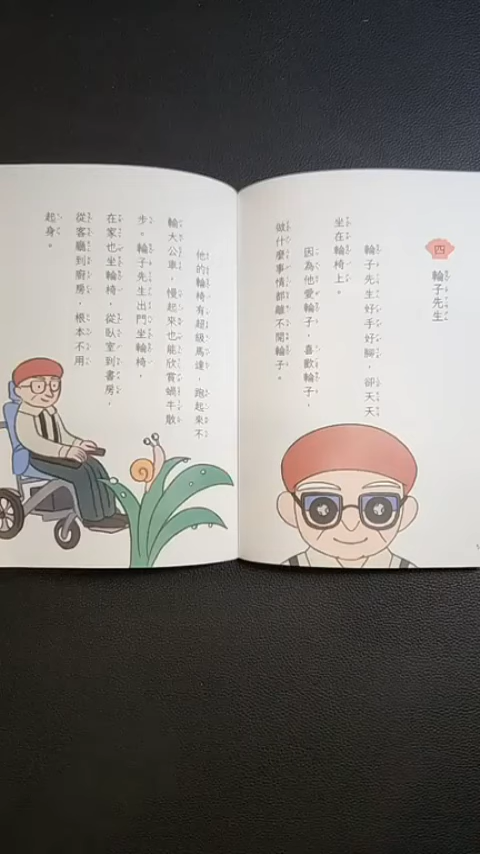 四
輪子先生
輪子先生好手好腳，卻天天
坐在輪椅上。
因為他愛輪子，喜歡輪子，
做什麼事情都離不開輪子。
他的輪椅有超級馬達，跑起來不
輸大公車，慢起來也能欣賞蝸牛散
步。輪子先生出門坐輪椅，
在家也坐輪椅，從臥室到書房，
從客廳到廚房，根本不用
起身。